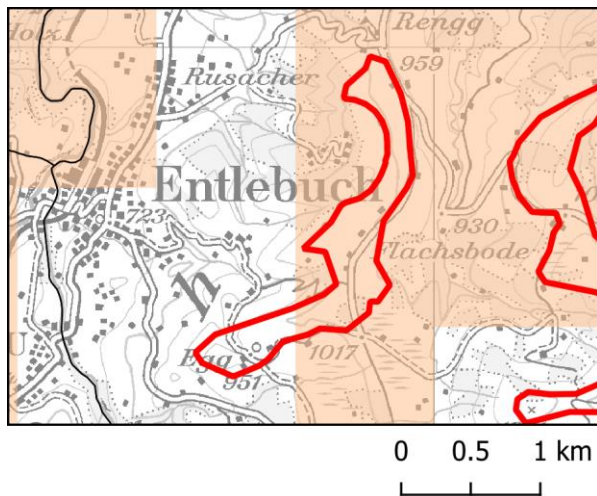 Holz
Rengg
959
Rusacher
Entlebuch
723
930
Flachsbode
h
Egg
951
1017
0 0.5 1 km